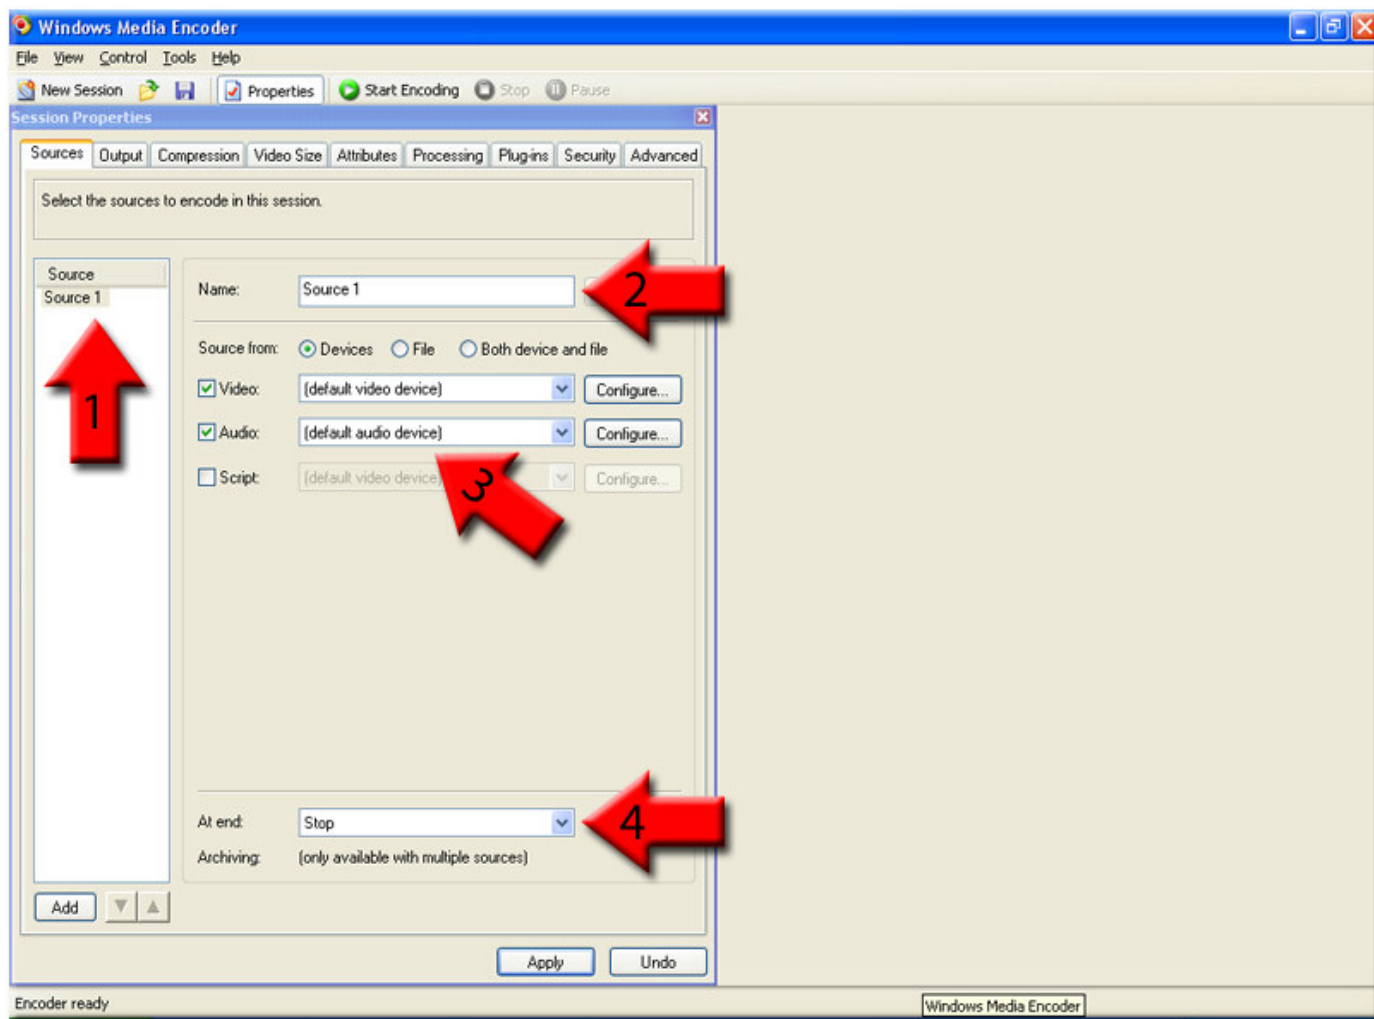 Windows Media Encoder
File View Control Tools Help
New Session Properties Start Encoding Stop Pause
Session Properties
Sources Output Compression Video Size Attributes Processing Plug-ins Security Advanced
Select the sources to encode in this session.
Source
Source 1
1
Name: Source 1
2
Source from: Devices File Both device and file
Video: (default video device) Configure...
Audio: (default audio device) Configure...
Script: (default video device) Configure...
3
At end: Stop
4
Archiving: (only available with multiple sources)
Add
Apply Undo
Encoder ready
Windows Media Encoder